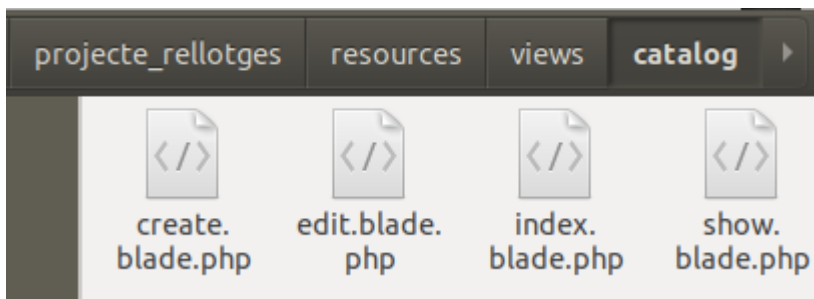 projecte_rellotges resources views catalog
</> </> </> </>
create. edit.blade. index. show.
blade.php php blade.php blade.php